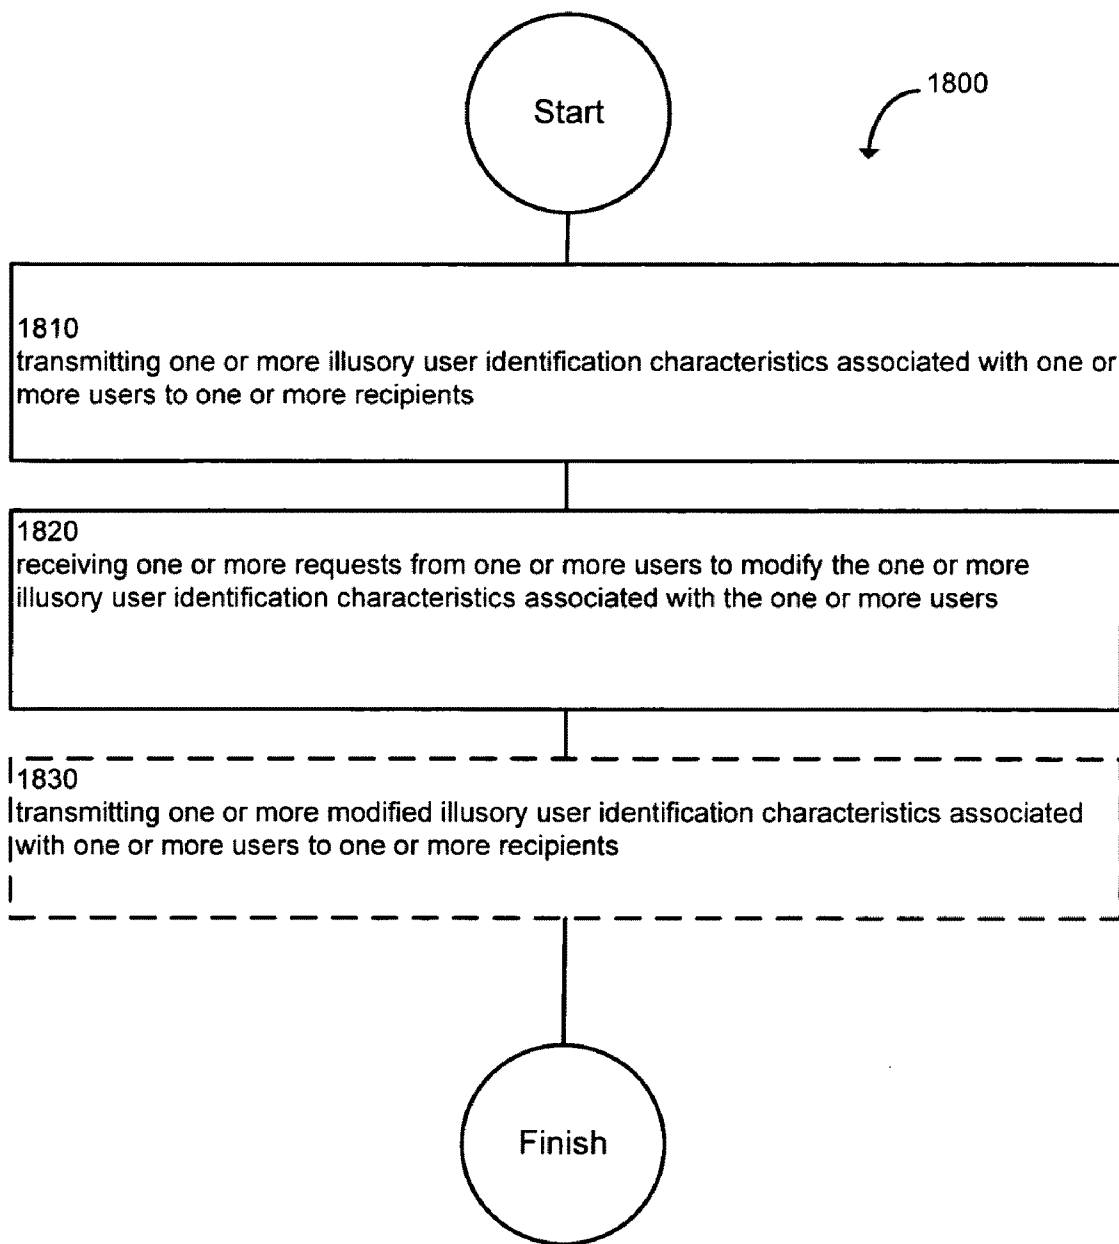 Start
1800
1810
transmitting one or more illusory user identification characteristics associated with one or
more users to one or more recipients
1820
receiving one or more requests from one or more users to modify the one or more
illusory user identification characteristics associated with the one or more users
1830
transmitting one or more modified illusory user identification characteristics associated
with one or more users to one or more recipients
Finish